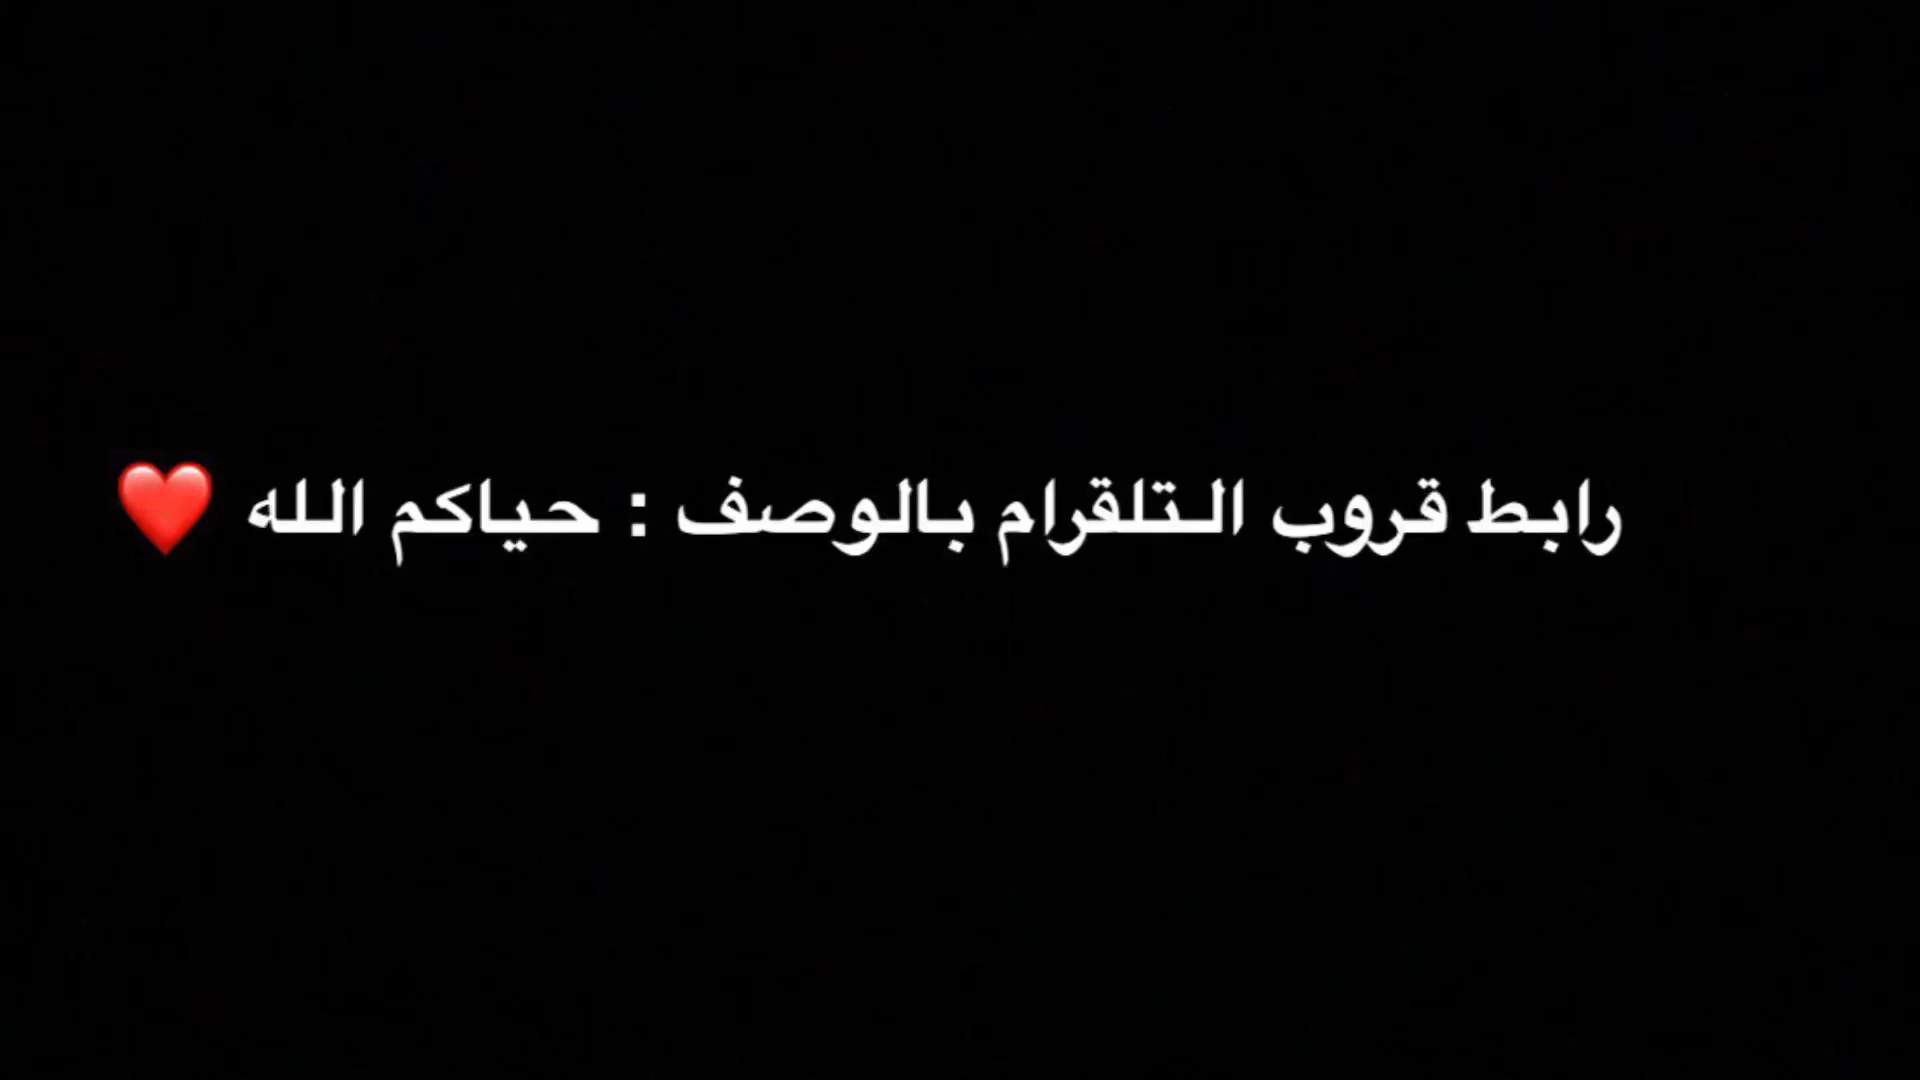 رابط قروب التلقرام بالوصف : حياكم الله ❤️